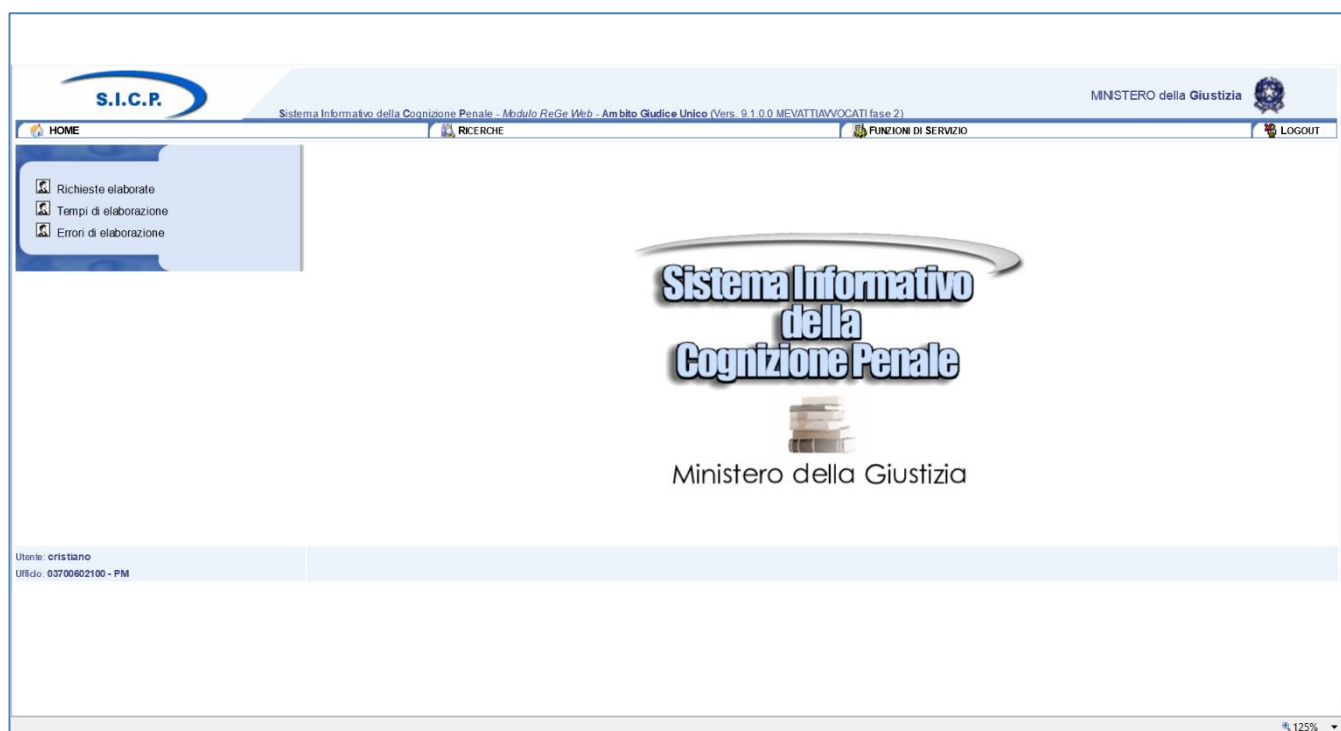 S.I.C.P.
MINISTERO della Giustizia
Sistema Informativo della Cognizione Penale - Modulo ReGe Web - Ambito Giudice Unico (Vers. 9.1.0.0 MEVATTI/AVVOCATI fase 2)
HOME
RICERCHE
FUNZIONI DI SERVIZIO
LOGOUT
Richieste elaborate
Tempi di elaborazione
Errori di elaborazione
Sistema Informativo
della
Cognizione Penale
Ministero della Giustizia
Utente: cristiano
Ufficio: 03700602100 - PM
125%